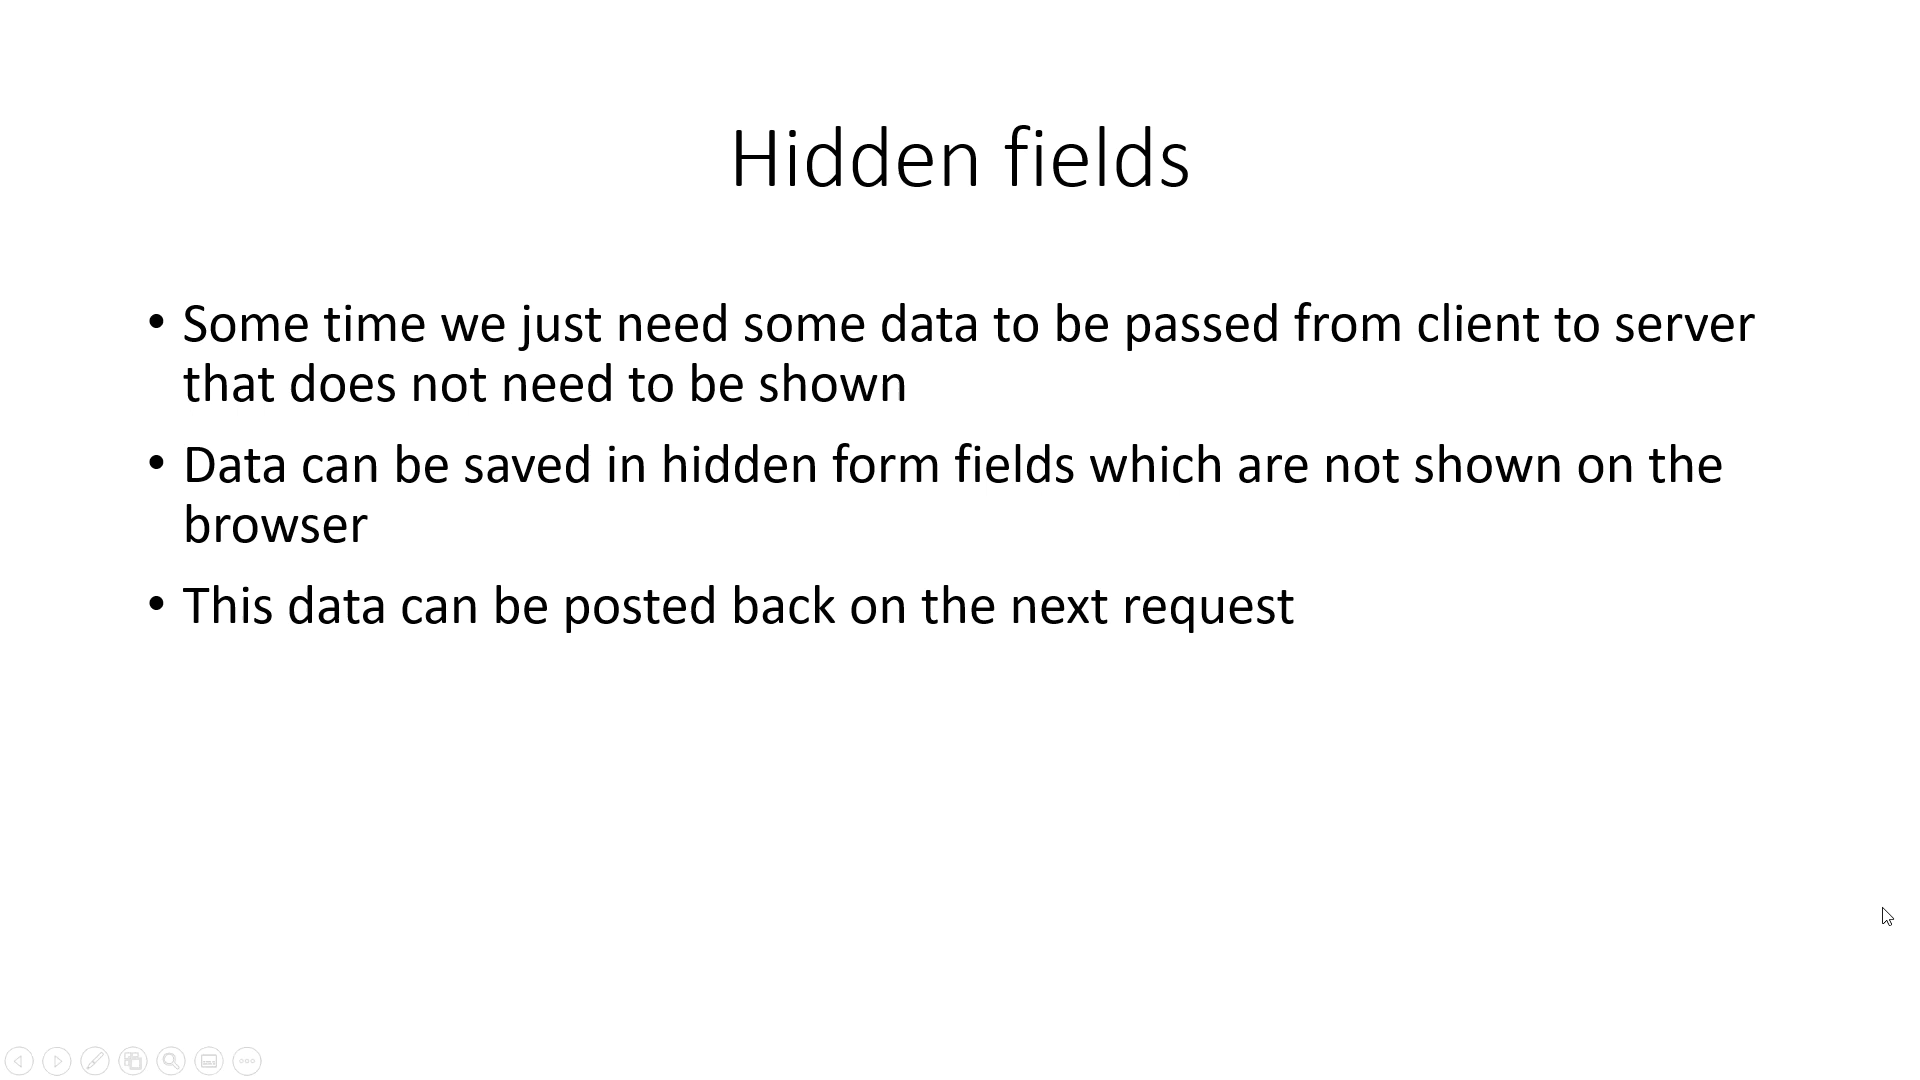 Hidden fields
• Some time we just need some data to be passed from client to server
that does not need to be shown
• Data can be saved in hidden form fields which are not shown on the
browser
• This data can be posted back on the next request